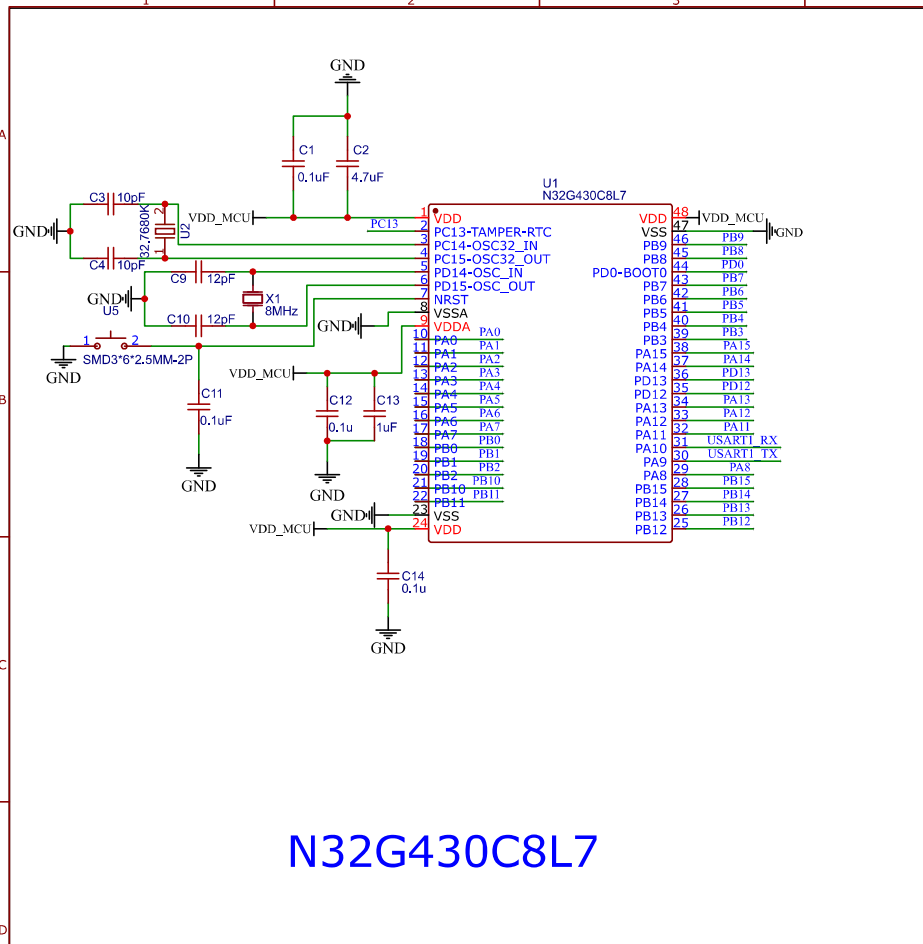 1 2 3
A
B
C
D
GND
C1
0.1uF
C2
4.7uF
VDD_MCU
PC13
C3 10pF
GND
C4 10pF
2
1
U2
32.7680K
C9 12pF
GND
C10 12pF
X1
8MHz
U5
1 2
SMD3*6*2.5MM-2P
GND
C11
0.1uF
GND
GND
VDD_MCU
C12
0.1u
C13
1uF
GND
GND
VDD_MCU
C14
0.1u
GND
U1
N32G430C8L7
1 VDD
2 PC13-TAMPER-RTC
3 PC14-OSC32_IN
4 PC15-OSC32_OUT
5 PD14-OSC_IN
6 PD15-OSC_OUT
7 NRST
8 VSSA
9 VDDA
10 PA0 PA0
11 PA1 PA1
12 PA2 PA2
13 PA3 PA3
14 PA4 PA4
15 PA5 PA5
16 PA6 PA6
17 PA7 PA7
18 PB0 PB0
19 PB1 PB1
20 PB2 PB2
21 PB10 PB10
22 PB11 PB11
23 VSS
24 VDD
VDD 48 VDD_MCU
VSS 47 GND
PB9 46 PB9
PB8 45 PB8
PD0-BOOT0 44 PD0
PB7 43 PB7
PB6 42 PB6
PB5 41 PB5
PB4 40 PB4
PB3 39 PB3
PA15 38 PA15
PA14 37 PA14
PD13 36 PD13
PD12 35 PD12
PA13 34 PA13
PA12 33 PA12
PA11 32 PA11
PA10 31 USART1_RX
PA9 30 USART1_TX
PA8 29 PA8
PB15 28 PB15
PB14 27 PB14
PB13 26 PB13
PB12 25 PB12
N32G430C8L7